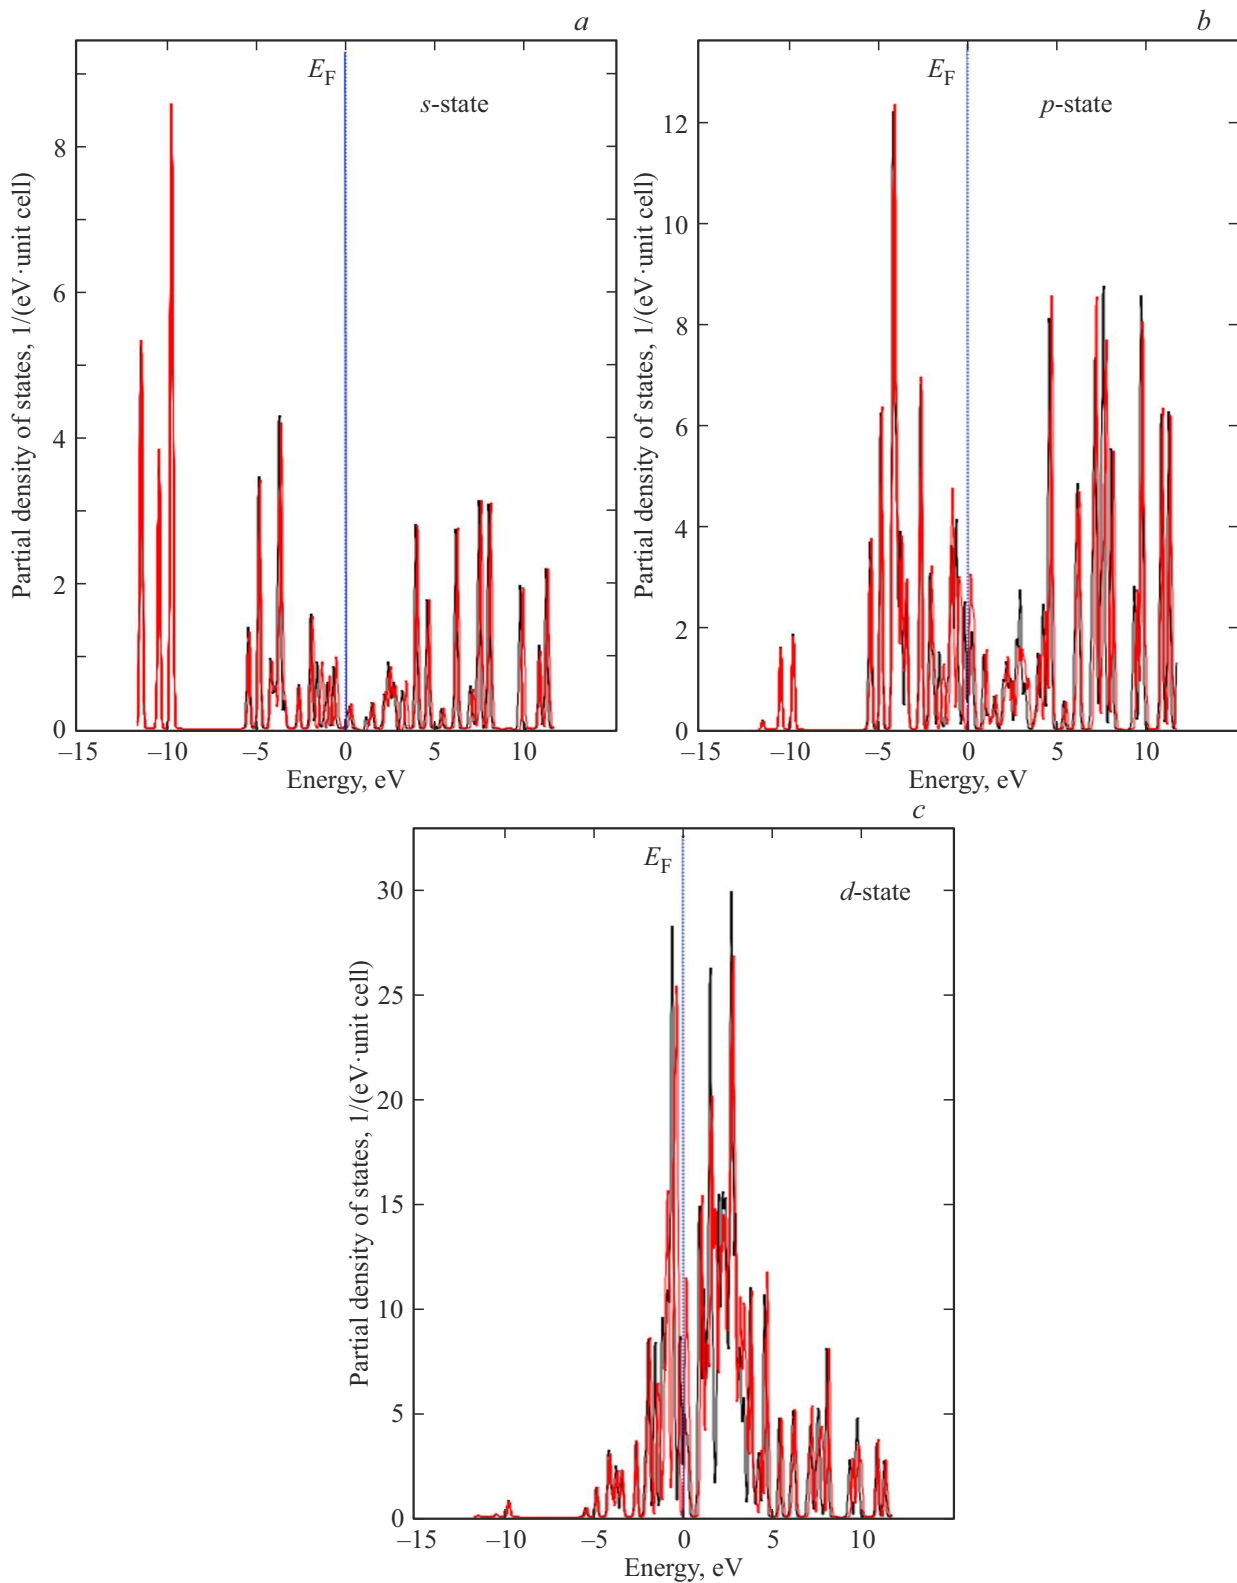 a
E_F
s-state
8
6
4
2
0
–15
–10
–5
0
5
10
Energy, eV
Partial density of states, 1/(eV·unit cell)
b
E_F
p-state
12
10
8
6
4
2
0
–15
–10
–5
0
5
10
Energy, eV
Partial density of states, 1/(eV·unit cell)
c
E_F
d-state
30
25
20
15
10
5
0
–15
–10
–5
0
5
10
Energy, eV
Partial density of states, 1/(eV·unit cell)